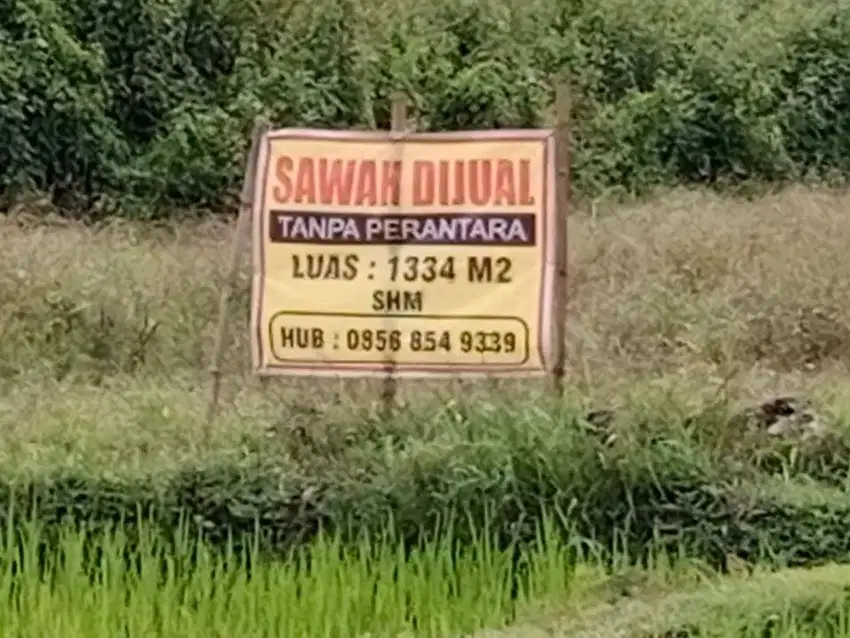 SAWAH DIJUAL
TANPA PERANTARA
LUAS : 1334 M2
SHM
HUB : 0856 854 9339